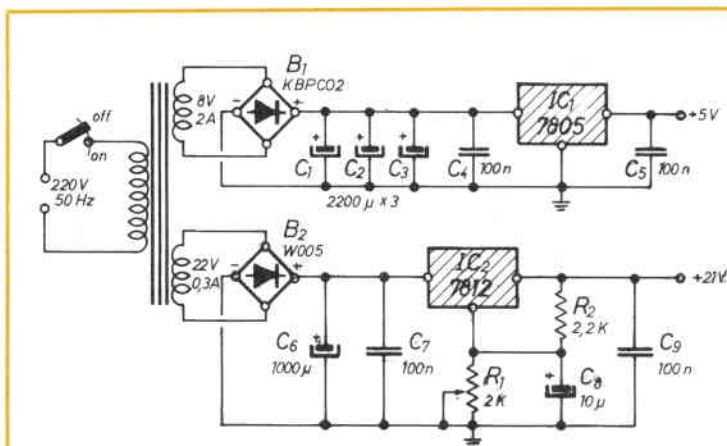 B1
KBPC02
off
on
8V
2A
220V
50 Hz
C1
C2
C3
2200 µ x 3
C4
100n
IC1
7805
C5
100n
+5V
B2
W005
22V
0,3A
C6
1000µ
C7
100n
IC2
7812
R1
2K
R2
2,2K
C8
10µ
C9
100n
+21V